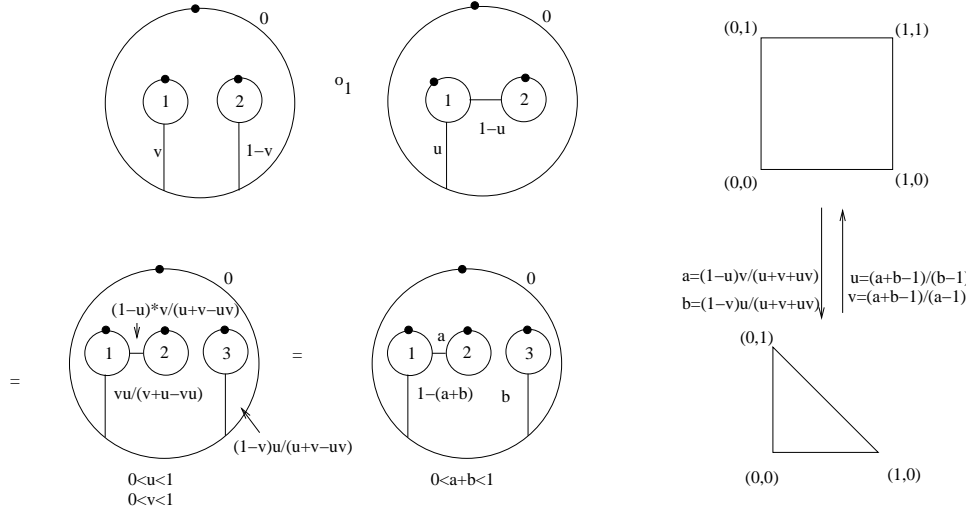 0
1
2
v
1−v
o1
0
1
2
1−u
u
(0,1)
(1,1)
(0,0)
(1,0)
a=(1−u)v/(u+v+uv)
b=(1−v)u/(u+v+uv)
u=(a+b−1)/(b−1)
v=(a+b−1)/(a−1)
=
0
(1−u)*v/(u+v−uv)
1
2
3
vu/(v+u−vu)
(1−v)u/(u+v−uv)
0<u<1
0<v<1
=
0
a
1
2
3
1−(a+b)
b
0<a+b<1
(0,1)
(0,0)
(1,0)